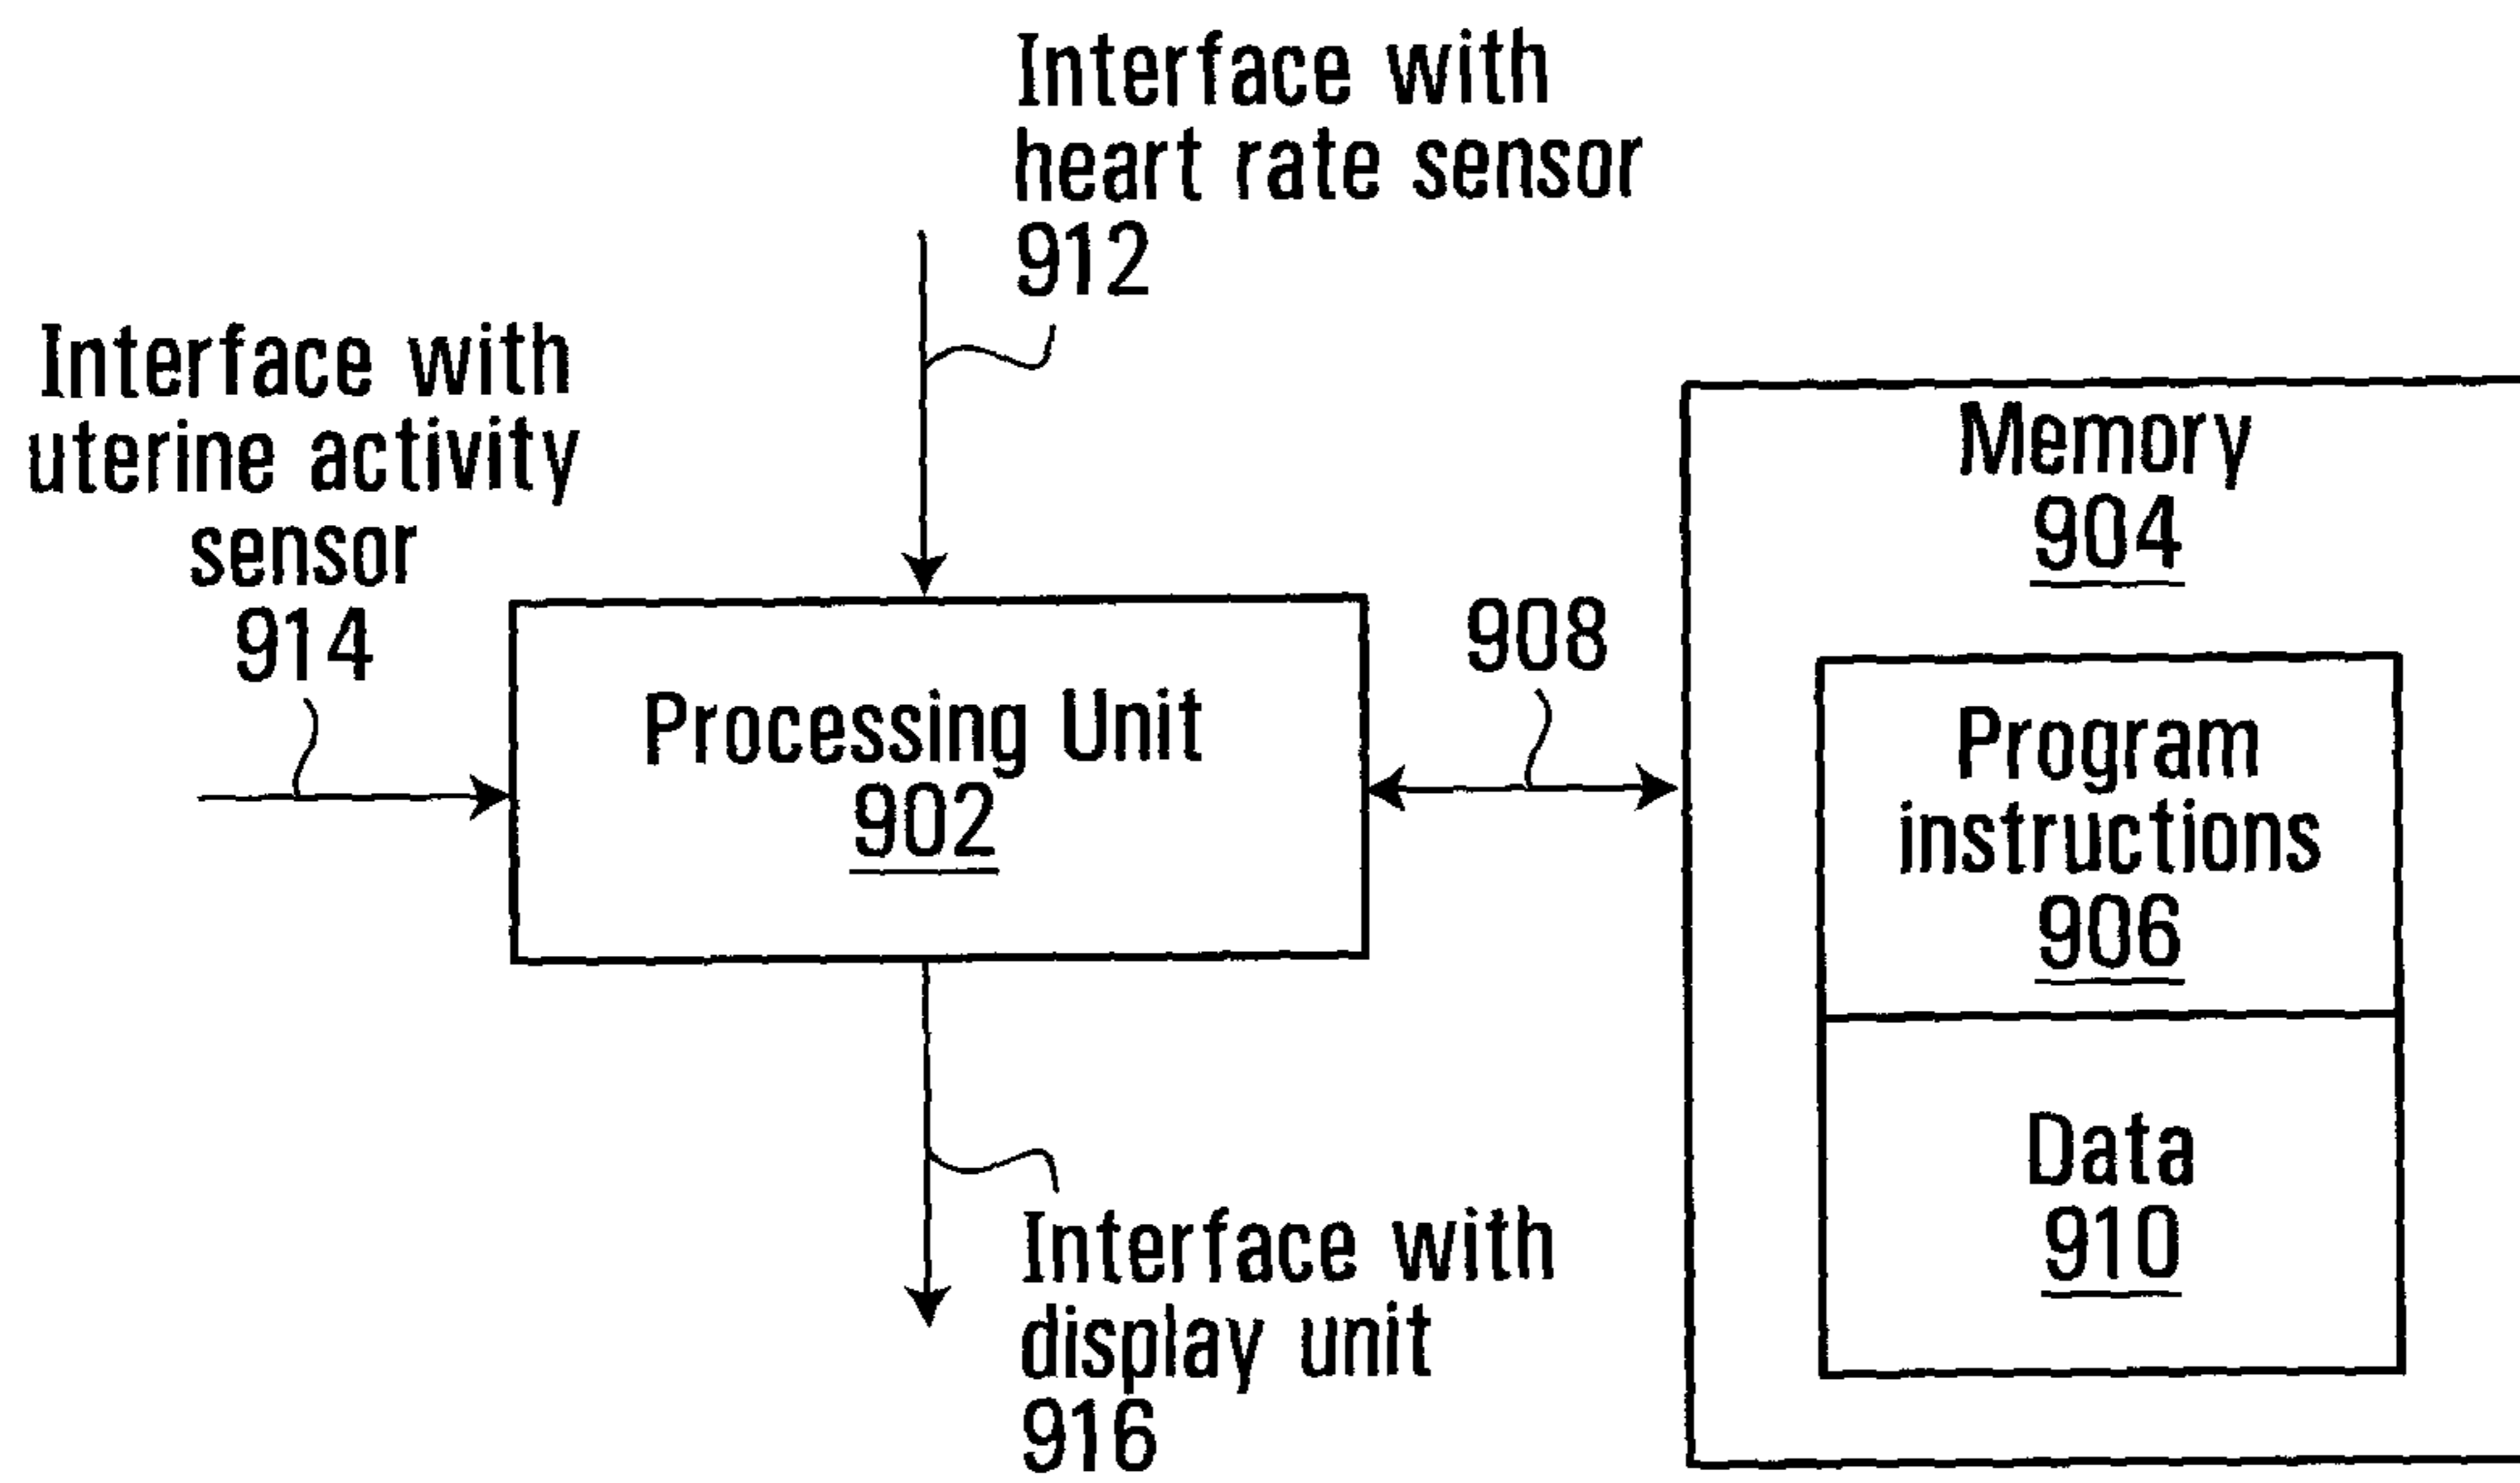 Interface with
heart rate sensor
912
Interface with
uterine activity
sensor
914
Processing Unit
902
908
Memory
904
Program
instructions
906
Data
910
Interface with
display unit
916